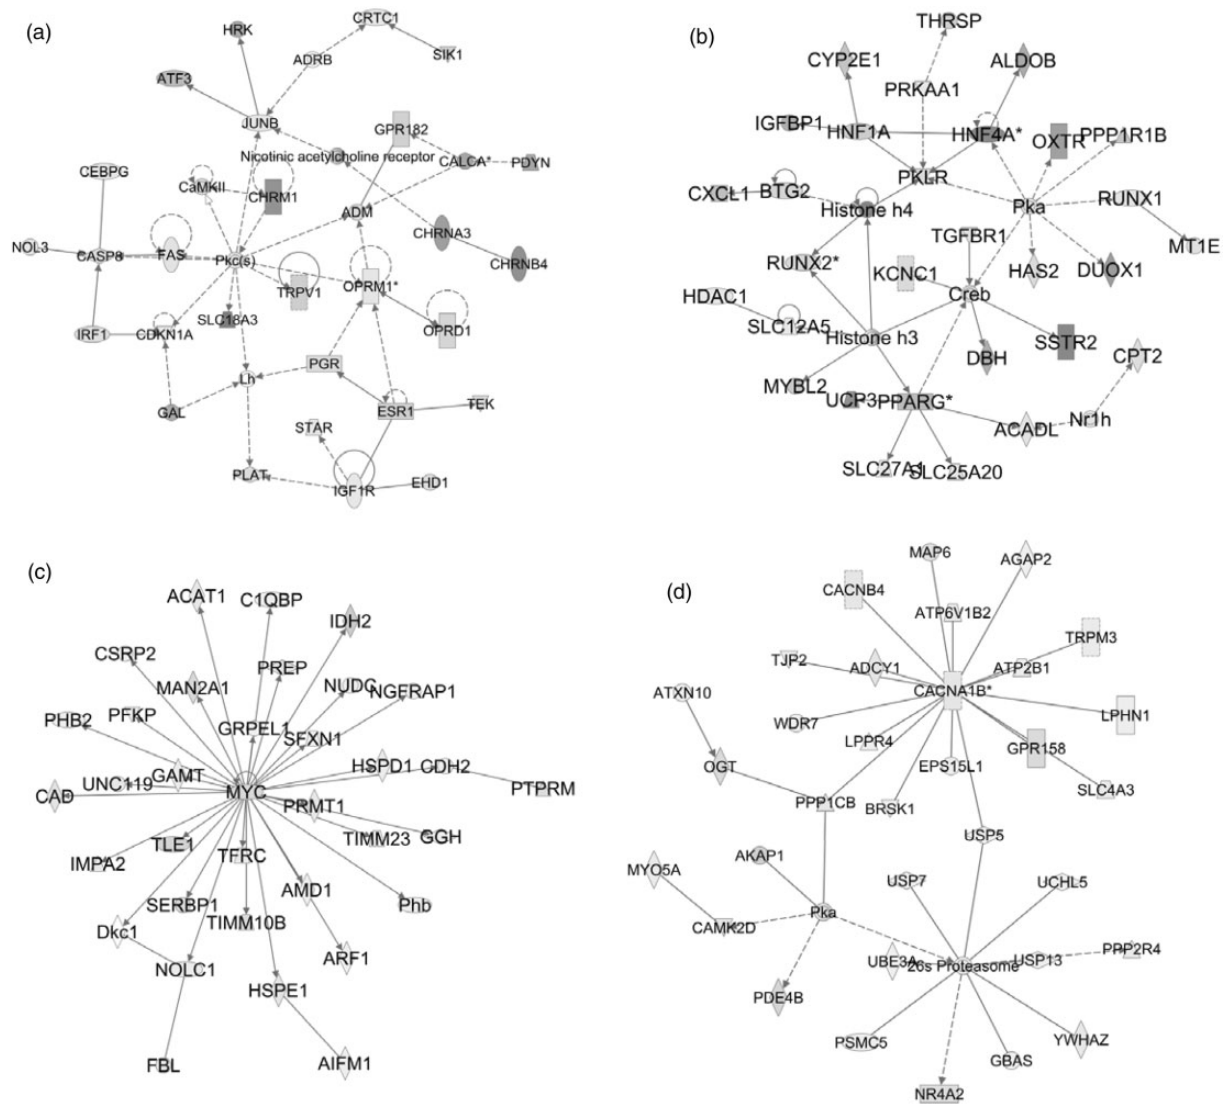 (a)
CRTC1
HRK
ADRB
SIK1
ATF3
JUNB
GPR182
Nicotinic acetylcholine receptor
CALCA*
PDYN
CEBPG
CaMKII
CHRM1
ADM
CHRNA3
NOL3
CASP8
FAS
Pkc(s)
CHRNB4
TRPV1
OPRM1*
SLC18A3
IRF1
CDKN1A
OPRD1
PGR
Lh
GAL
ESR1
TEK
STAR
PLAT
IGF1R
EHD1
(b)
THRSP
CYP2E1
ALDOB
PRKAA1
IGFBP1
HNF1A
HNF4A*
OXTR
PPP1R1B
PKLR
CXCL1
BTG2
Histone h4
Pka
RUNX1
TGFBR1
MT1E
RUNX2*
KCNC1
HAS2
DUOX1
HDAC1
Creb
SLC12A5
Histone h3
DBH
SSTR2
CPT2
MYBL2
UCP3
PPARG*
ACADL
Nr1h
SLC27A1
SLC25A20
(c)
ACAT1
C1QBP
IDH2
CSRP2
PREP
MAN2A1
NUDC
NGFRAP1
PHB2
PFKP
GRPEL1
SFXN1
HSPD1
CDH2
UNC119
GAMT
CAD
MYC
PTPRM
PRMT1
TIMM23
GGH
IMPA2
TLE1
TFRC
SERBP1
AMD1
Phb
TIMM10B
Dkc1
ARF1
NOLC1
HSPE1
FBL
AIFM1
(d)
MAP6
AGAP2
CACNB4
ATP6V1B2
TRPM3
TJP2
ADCY1
ATP2B1
ATXN10
CACNA1B*
WDR7
LPHN1
LPPR4
GPR158
OGT
EPS15L1
SLC4A3
PPP1CB
BRSK1
USP5
MYO5A
AKAP1
USP7
UCHL5
Pka
CAMK2D
UBE3A
26s Proteasome
USP13
PPP2R4
PDE4B
PSMC5
GBAS
YWHAZ
NR4A2